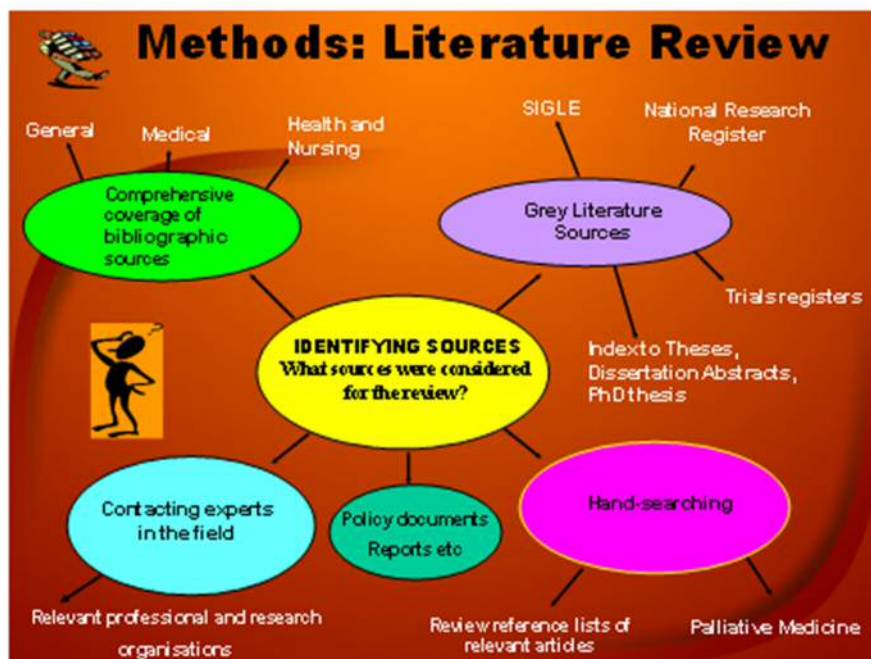 Methods: Literature Review
General
Medical
Health and
Nursing
SIGLE
National Research
Register
Comprehensive
coverage of
bibliographic
sources
Grey Literature
Sources
Trials registers
IDENTIFYING SOURCES
What sources were considered
for the review?
Index to Theses,
Dissertation Abstracts,
PhD thesis
Contacting experts
in the field
Policy documents
Reports etc
Hand-searching
Relevant professional and research
organisations
Review reference lists of
relevant articles
Palliative Medicine